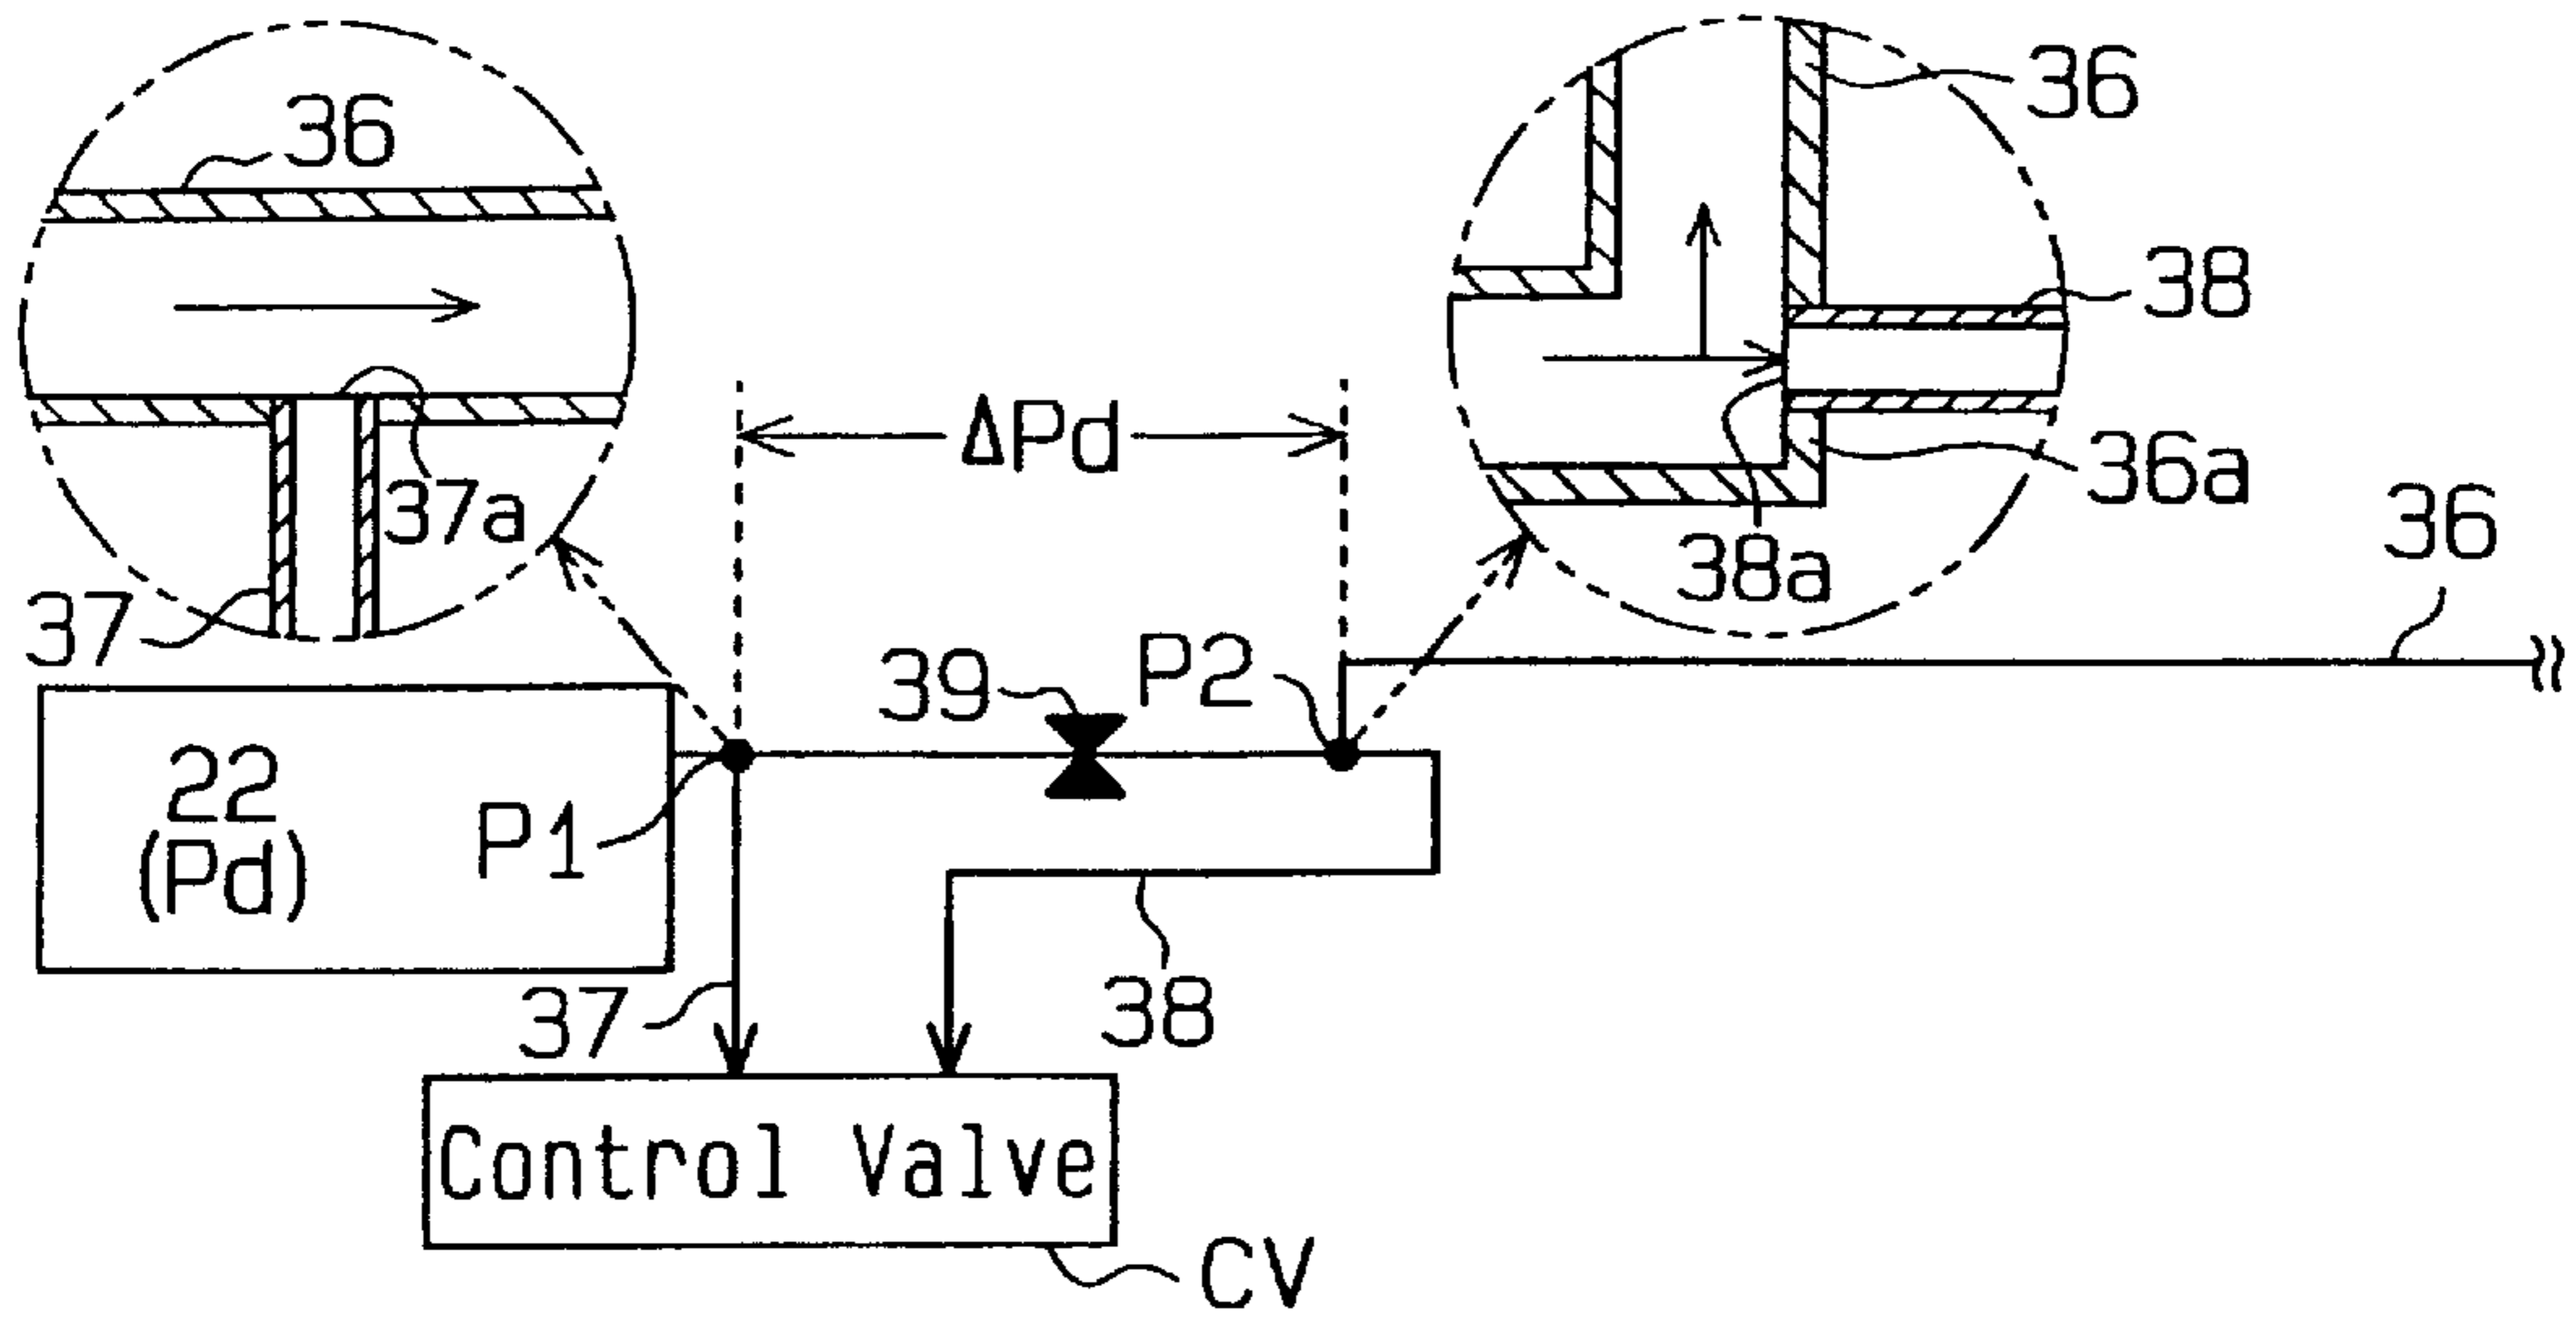 36
36
38
ΔPd
36a
37a
36
38a
37
39
P2
22
(Pd)
P1
37
38
Control Valve
CV